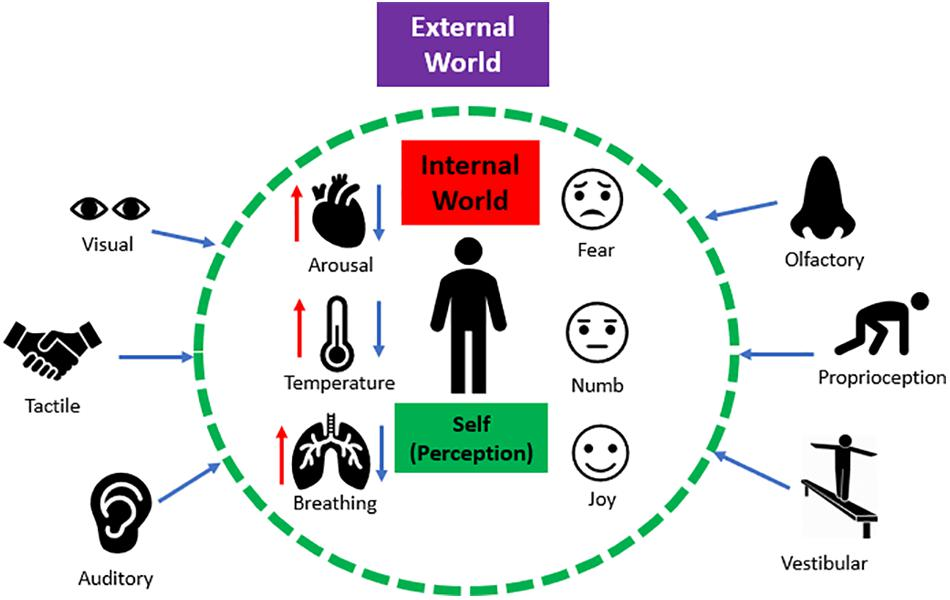 External
World
Internal
World
Visual
Arousal
Fear
Olfactory
Tactile
Temperature
Numb
Proprioception
Self
(Perception)
Auditory
Breathing
Joy
Vestibular